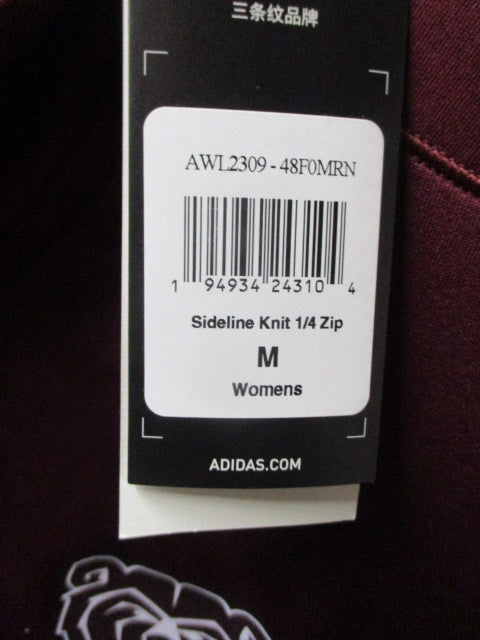 三条纹品牌
AWL2309 - 48F0MRN
1 94934 24310 4
Sideline Knit 1/4 Zip
M
Womens
ADIDAS.COM